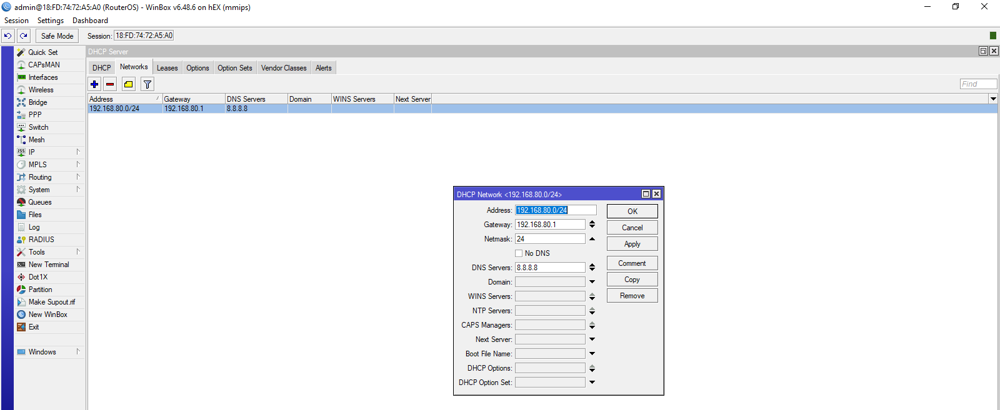 admin@18:FD:74:72:A5:A0 (RouterOS) - WinBox v6.48.6 on hEX (mmips)
Session Settings Dashboard
Safe Mode Session: 18:FD:74:72:A5:A0
Quick Set
CAPsMAN
Interfaces
Wireless
Bridge
PPP
Switch
Mesh
255 IP
MPLS
Routing
System
Queues
Files
Log
RADIUS
Tools
New Terminal
Dot1X
Partition
Make Supout.rif
New WinBox
Exit
Windows
DHCP Server
DHCP Networks Leases Options Option Sets Vendor Classes Alerts
Find
Address Gateway DNS Servers Domain WINS Servers Next Server
192.168.80.0/24 192.168.80.1 8.8.8.8
DHCP Network <192.168.80.0/24>
Address: 192.168.80.0/24
Gateway: 192.168.80.1
Netmask: 24
No DNS
DNS Servers: 8.8.8.8
Domain:
WINS Servers:
NTP Servers:
CAPS Managers:
Next Server:
Boot File Name:
DHCP Options:
DHCP Option Set:
OK
Cancel
Apply
Comment
Copy
Remove